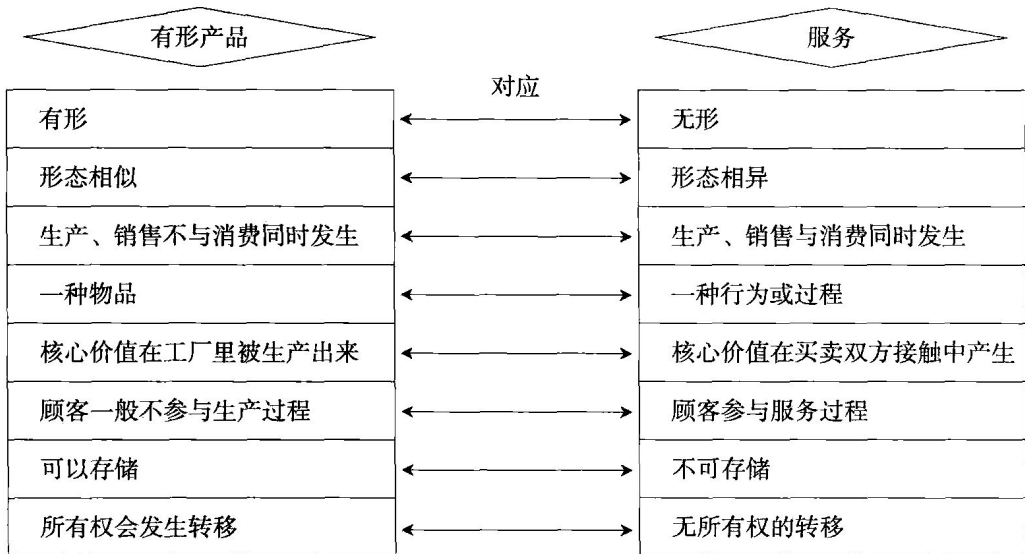 有形产品 服务
对应
有形 无形
形态相似 形态相异
生产、销售不与消费同时发生 生产、销售与消费同时发生
一种物品 一种行为或过程
核心价值在工厂里被生产出来 核心价值在买卖双方接触中产生
顾客一般不参与生产过程 顾客参与服务过程
可以存储 不可存储
所有权会发生转移 无所有权的转移